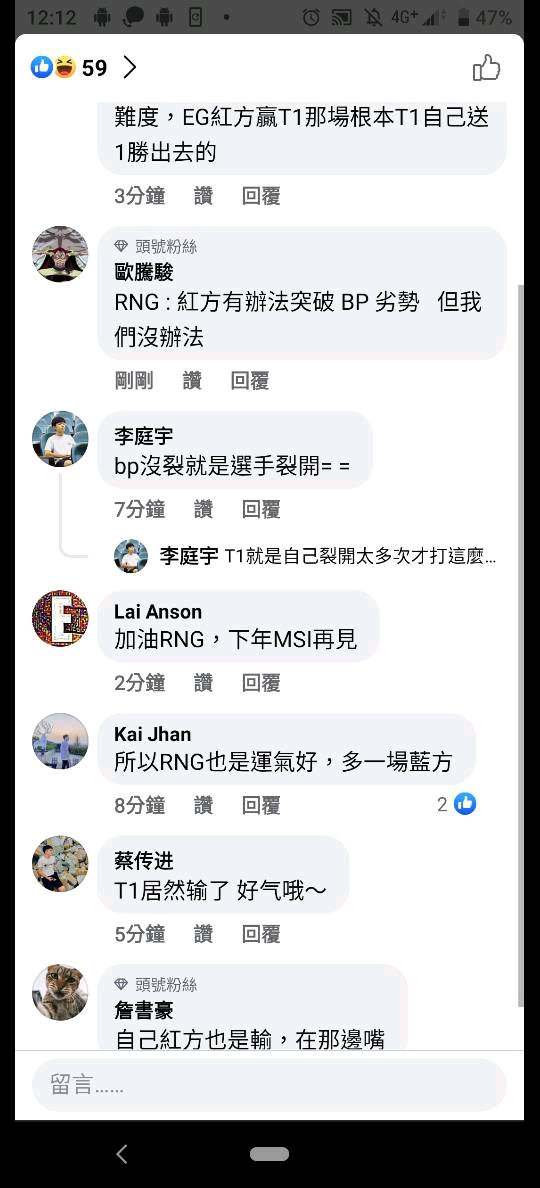 12:12
4G+
47%
59
難度，EG紅方贏T1那場根本T1自己送
1勝出去的
3分鐘 讚 回覆
頭號粉絲
歐騰駿
RNG : 紅方有辦法突破 BP 劣勢 但我
們沒辦法
剛剛 讚 回覆
李庭宇
bp沒裂就是選手裂開= =
7分鐘 讚 回覆
李庭宇 T1就是自己裂開太多次才打這麼...
E
Lai Anson
加油RNG，下年MSI再見
2分鐘 讚 回覆
Kai Jhan
所以RNG也是運氣好，多一場藍方
8分鐘 讚 回覆 2
蔡传进
T1居然输了 好气哦～
5分鐘 讚 回覆
頭號粉絲
詹書豪
自己紅方也是輸，在那邊嘴
留言......